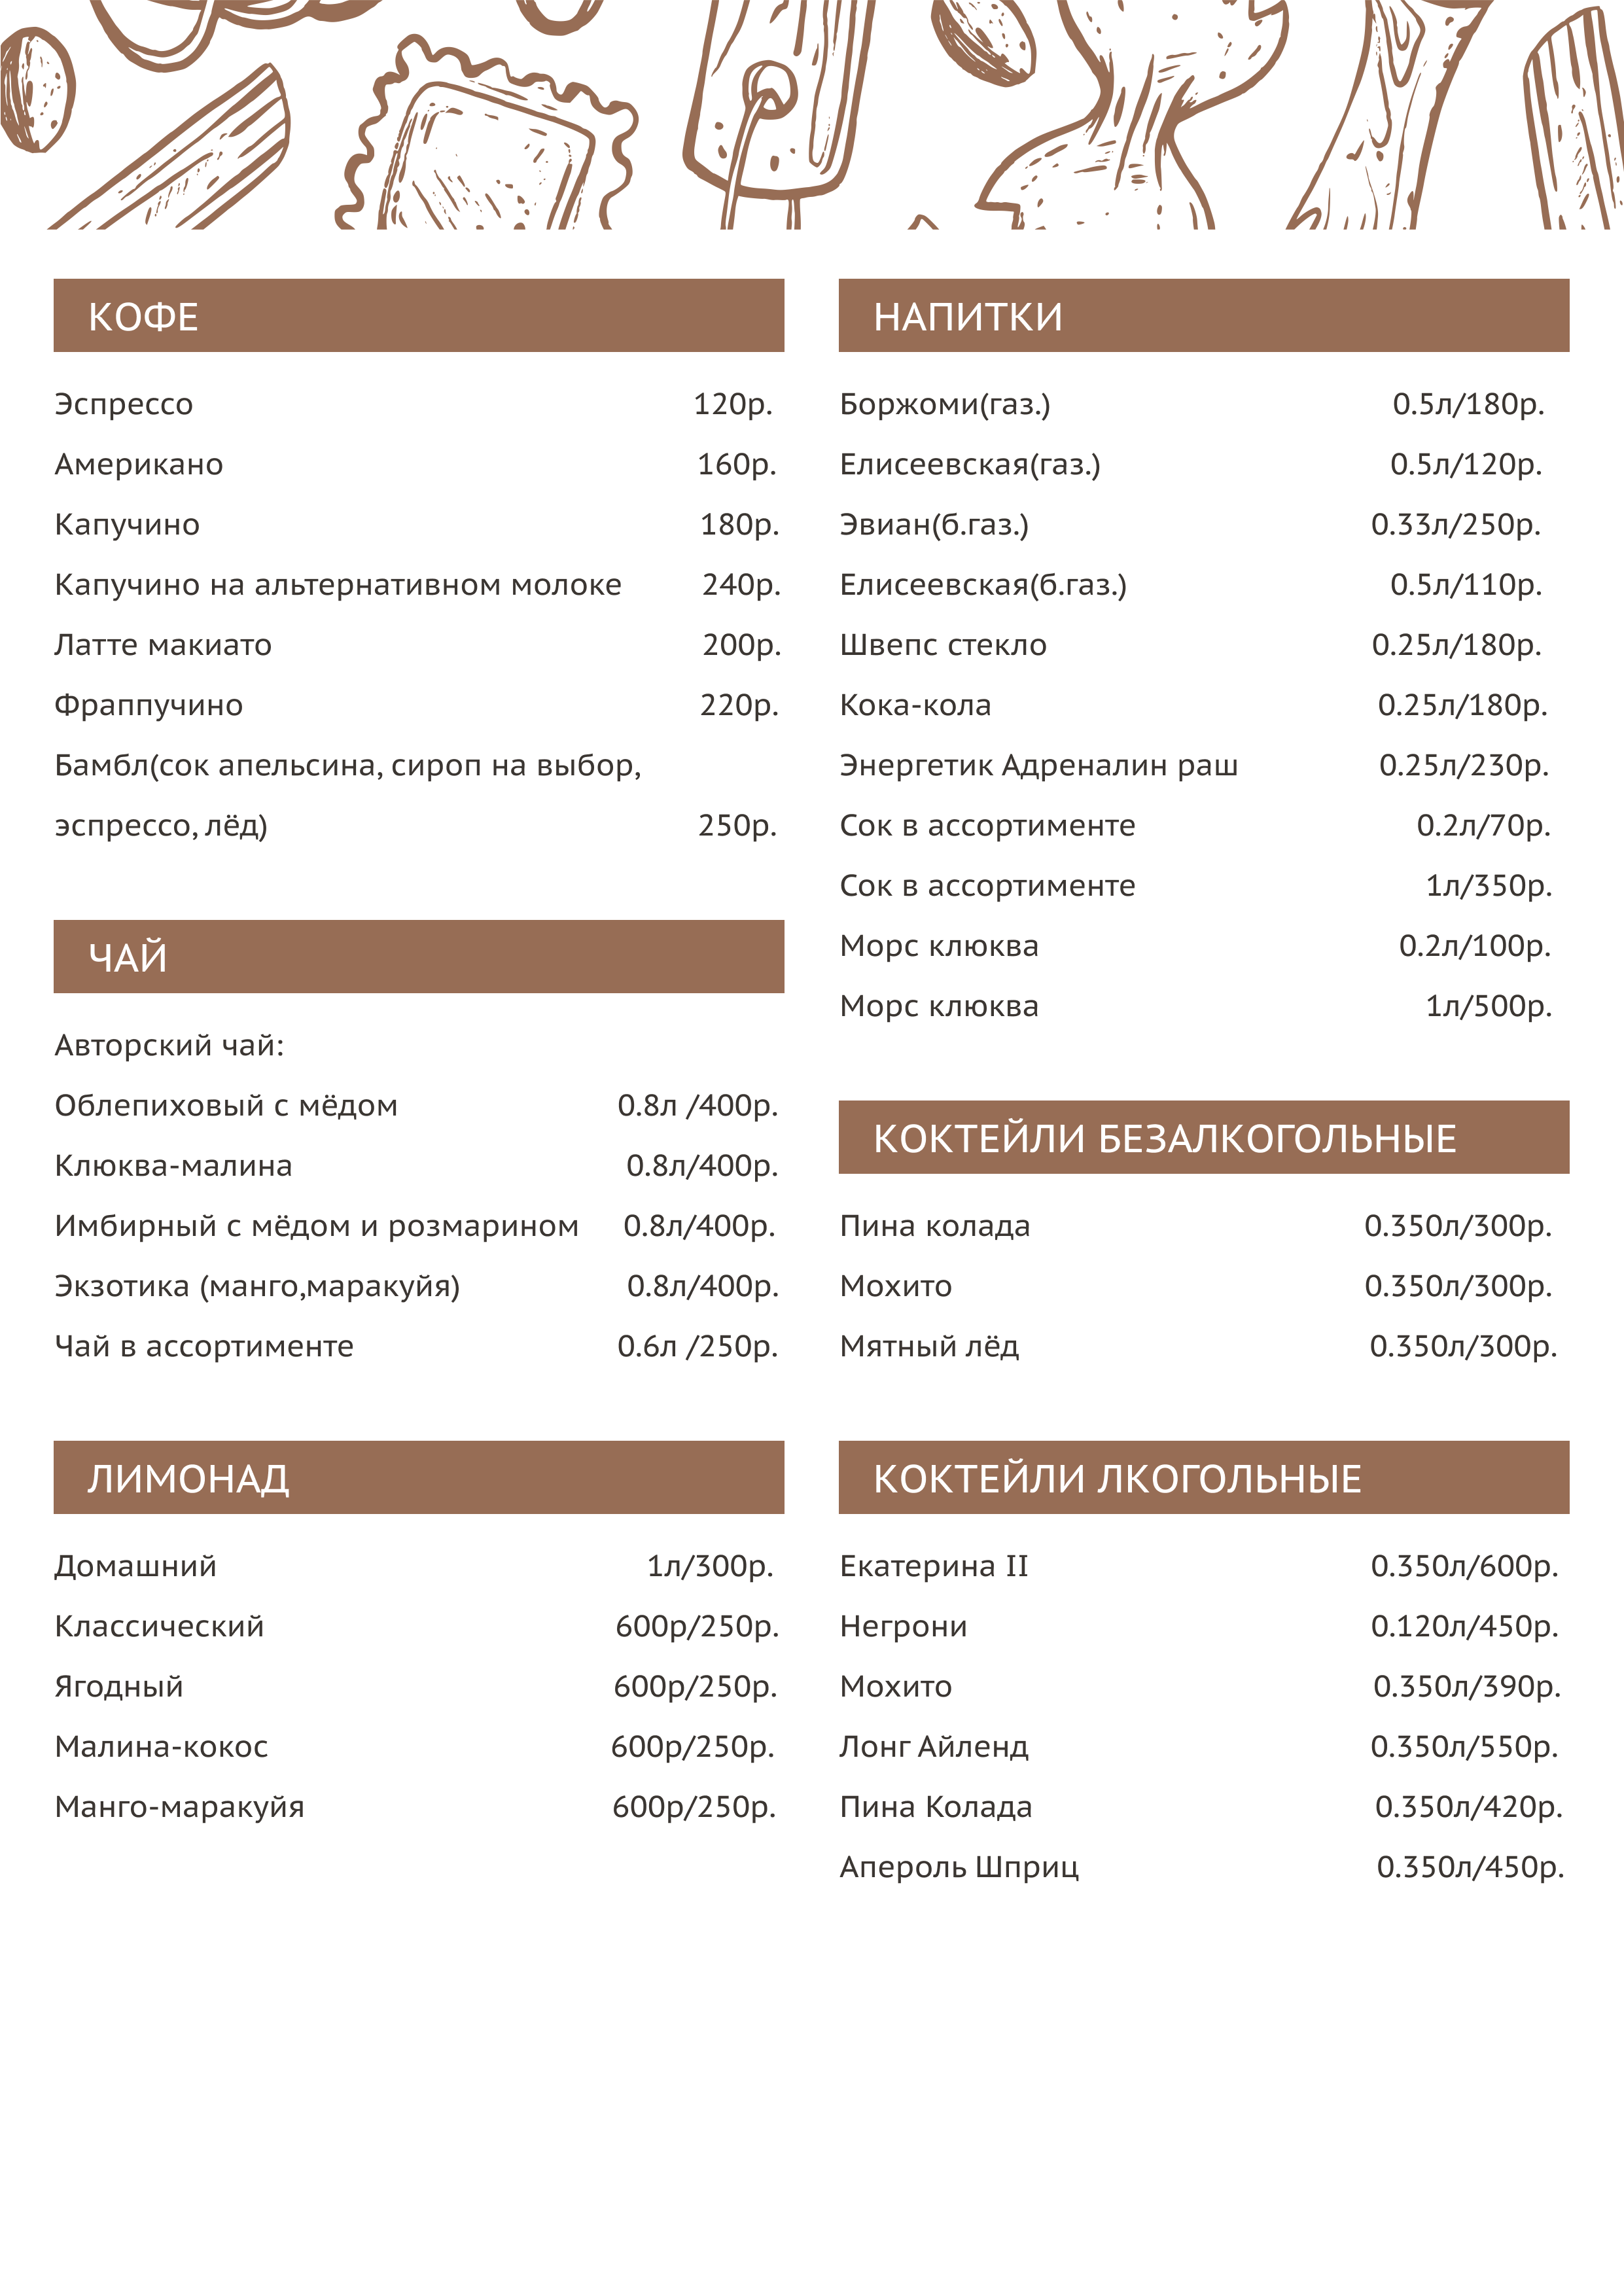 КОФЕ
Эспрессо 120р.
Американо 160р.
Капучино 180р.
Капучино на альтернативном молоке 240р.
Латте макиато 200р.
Фраппучино 220р.
Бамбл(сок апельсина, сироп на выбор,
эспрессо, лёд) 250р.
ЧАЙ
Авторский чай:
Облепиховый с мёдом 0.8л /400р.
Клюква-малина 0.8л/400р.
Имбирный с мёдом и розмарином 0.8л/400р.
Экзотика (манго,маракуйя) 0.8л/400р.
Чай в ассортименте 0.6л /250р.
ЛИМОНАД
Домашний 1л/300р.
Классический 600р/250р.
Ягодный 600р/250р.
Малина-кокос 600р/250р.
Манго-маракуйя 600р/250р.
НАПИТКИ
Боржоми(газ.) 0.5л/180р.
Елисеевская(газ.) 0.5л/120р.
Эвиан(б.газ.) 0.33л/250р.
Елисеевская(б.газ.) 0.5л/110р.
Швепс стекло 0.25л/180р.
Кока-кола 0.25л/180р.
Энергетик Адреналин раш 0.25л/230р.
Сок в ассортименте 0.2л/70р.
Сок в ассортименте 1л/350р.
Морс клюква 0.2л/100р.
Морс клюква 1л/500р.
КОКТЕЙЛИ БЕЗАЛКОГОЛЬНЫЕ
Пина колада 0.350л/300р.
Мохито 0.350л/300р.
Мятный лёд 0.350л/300р.
КОКТЕЙЛИ ЛКОГОЛЬНЫЕ
Екатерина II 0.350л/600р.
Негрони 0.120л/450р.
Мохито 0.350л/390р.
Лонг Айленд 0.350л/550р.
Пина Колада 0.350л/420р.
Апероль Шприц 0.350л/450р.